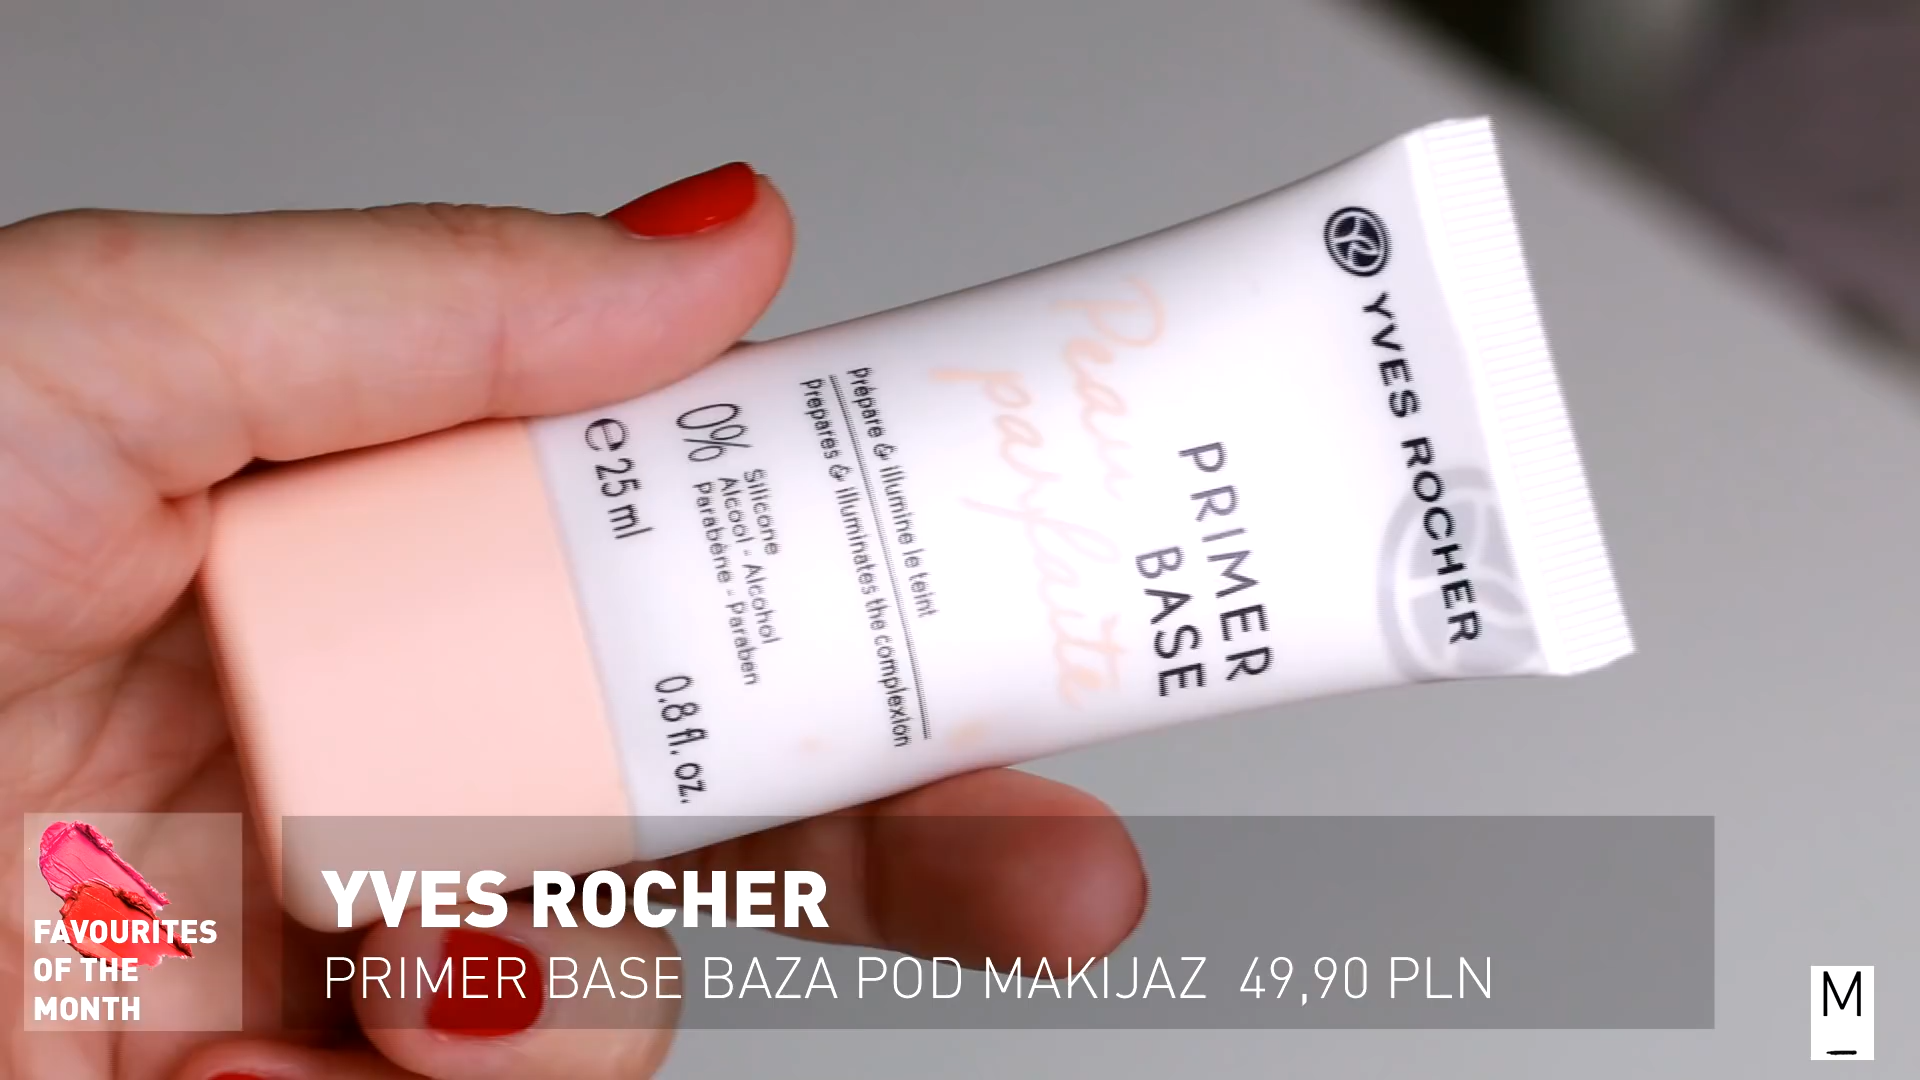 YVES ROCHER
PRIMER
BASE
Peau
parfaite
Prépare & illumine le teint
Prepares & illuminates the complexion
0%
Silicone
Alcool - Alcohol
Parabène - Paraben
e 25 ml
0.8 fl. oz.
FAVOURITES
OF THE
MONTH
YVES ROCHER
PRIMER BASE BAZA POD MAKIJAZ 49,90 PLN
M